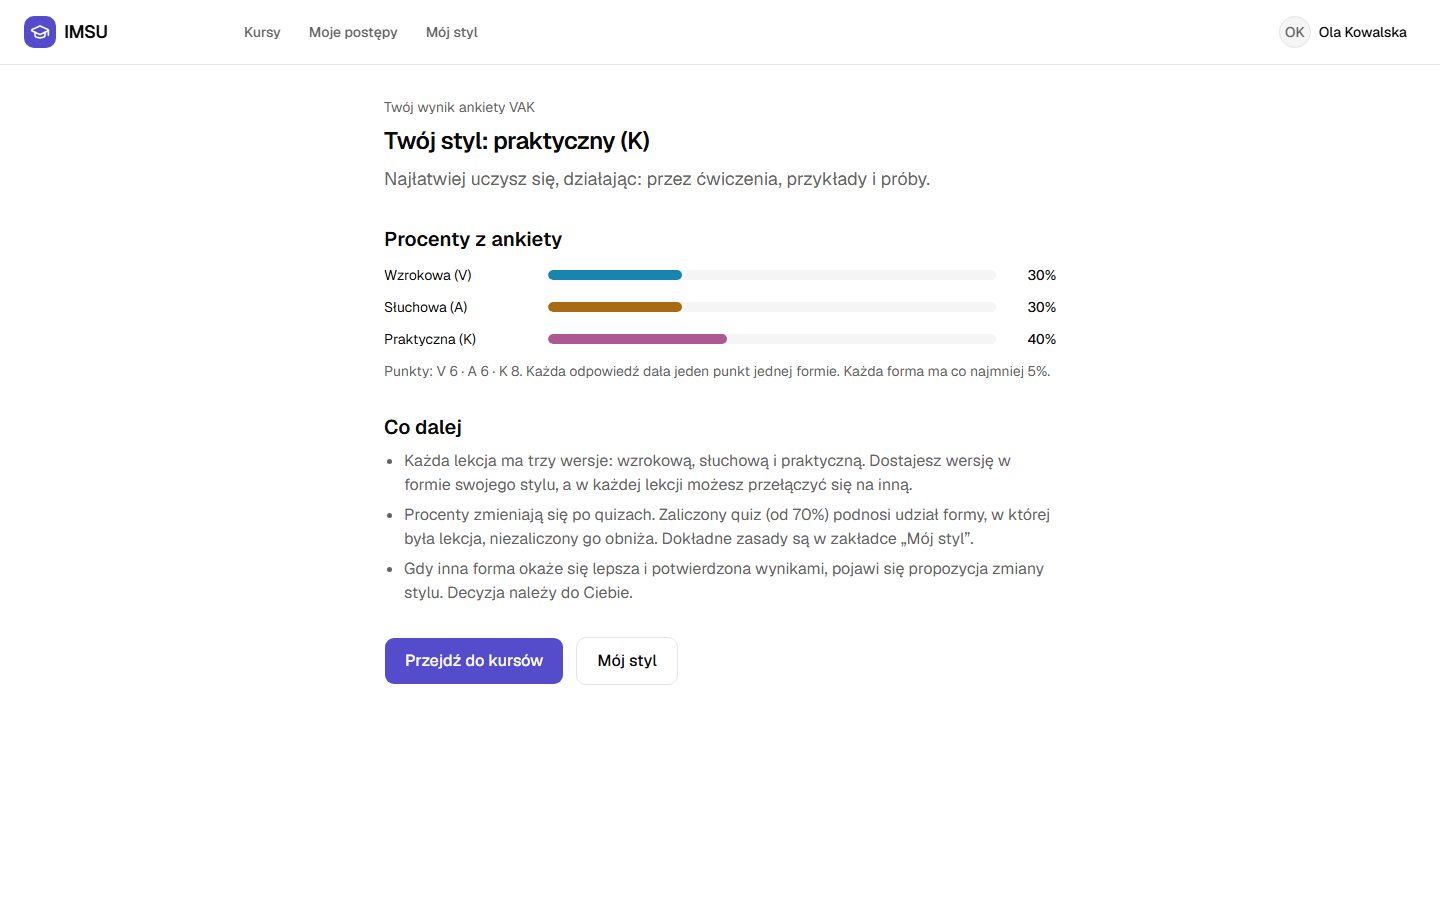 IMSU
Kursy
Moje postępy
Mój styl
OK
Ola Kowalska
Twój wynik ankiety VAK
Twój styl: praktyczny (K)
Najłatwiej uczysz się, działając: przez ćwiczenia, przykłady i próby.
Procenty z ankiety
Wzrokowa (V) 30%
Słuchowa (A) 30%
Praktyczna (K) 40%
Punkty: V 6 · A 6 · K 8. Każda odpowiedź dała jeden punkt jednej formie. Każda forma ma co najmniej 5%.
Co dalej
• Każda lekcja ma trzy wersje: wzrokową, słuchową i praktyczną. Dostajesz wersję w
formie swojego stylu, a w każdej lekcji możesz przełączyć się na inną.
• Procenty zmieniają się po quizach. Zaliczony quiz (od 70%) podnosi udział formy, w której
była lekcja, niezaliczony go obniża. Dokładne zasady są w zakładce „Mój styl”.
• Gdy inna forma okaże się lepsza i potwierdzona wynikami, pojawi się propozycja zmiany
stylu. Decyzja należy do Ciebie.
Przejdź do kursów
Mój styl